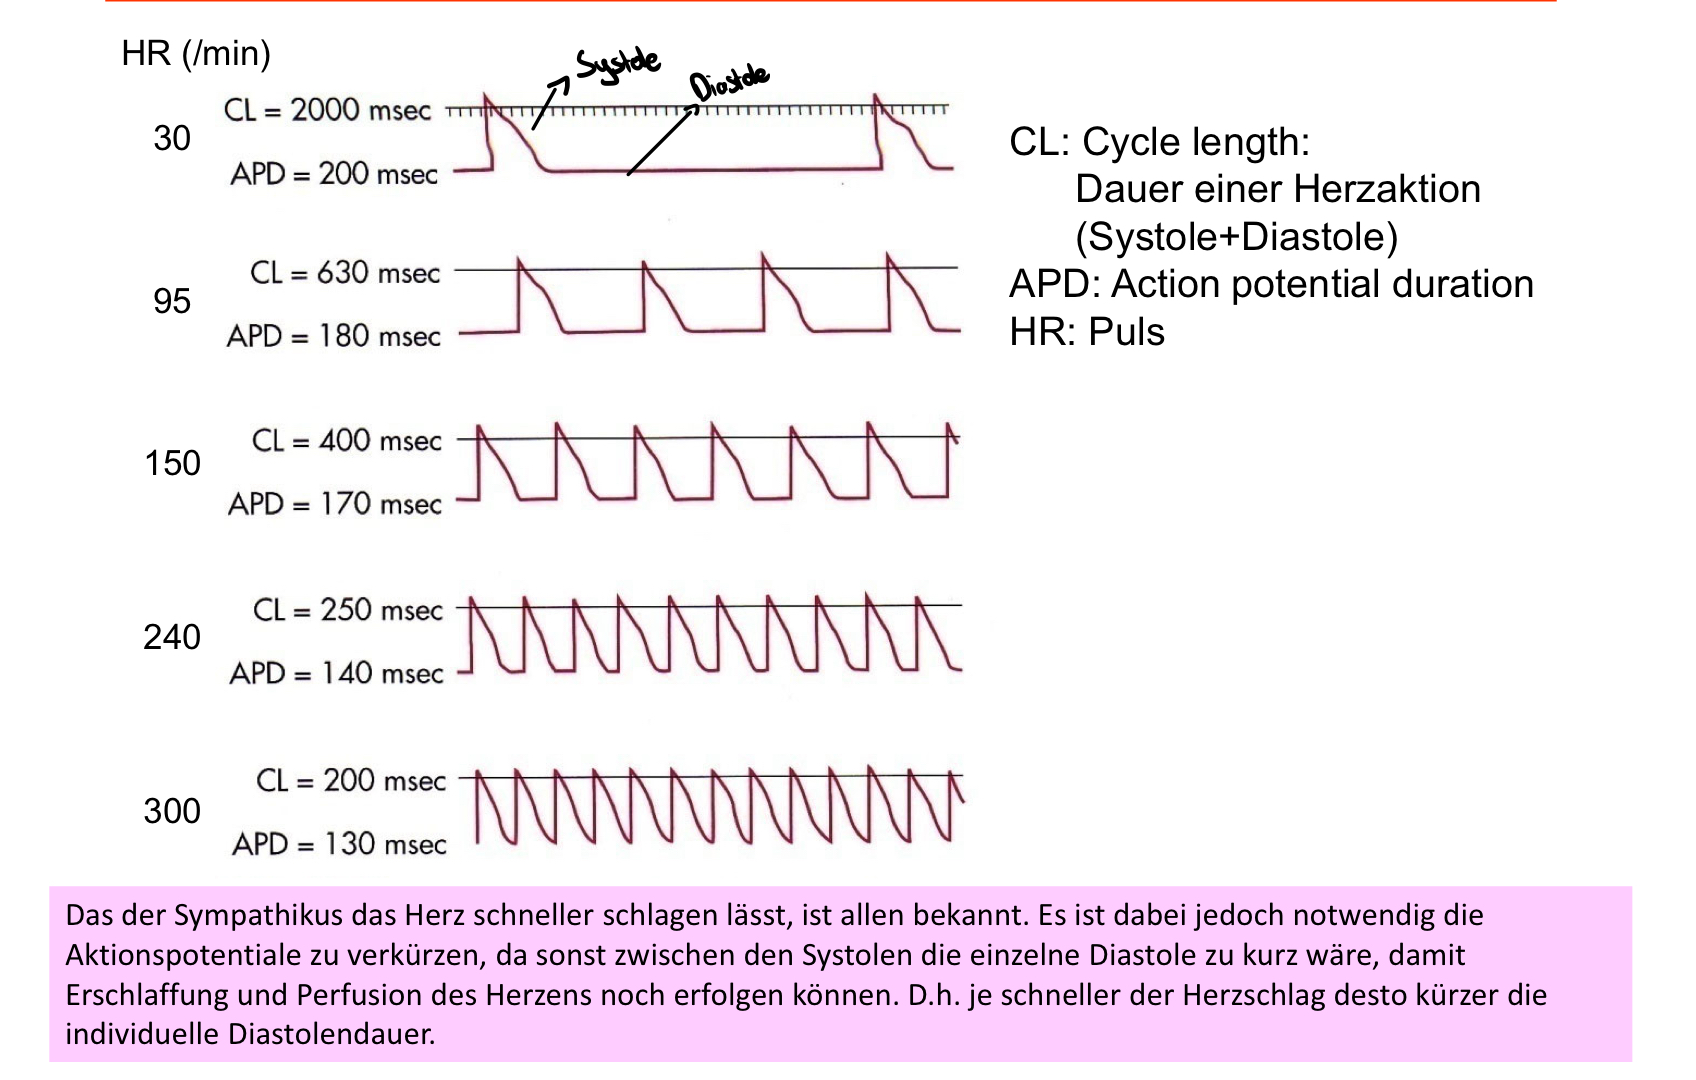 HR (/min)
Systole
Diastole
CL = 2000 msec
30
APD = 200 msec
CL: Cycle length:
Dauer einer Herzaktion
(Systole+Diastole)
APD: Action potential duration
HR: Puls
CL = 630 msec
95
APD = 180 msec
CL = 400 msec
150
APD = 170 msec
CL = 250 msec
240
APD = 140 msec
CL = 200 msec
300
APD = 130 msec
Das der Sympathikus das Herz schneller schlagen lässt, ist allen bekannt. Es ist dabei jedoch notwendig die
Aktionspotentiale zu verkürzen, da sonst zwischen den Systolen die einzelne Diastole zu kurz wäre, damit
Erschlaffung und Perfusion des Herzens noch erfolgen können. D.h. je schneller der Herzschlag desto kürzer die
individuelle Diastolendauer.